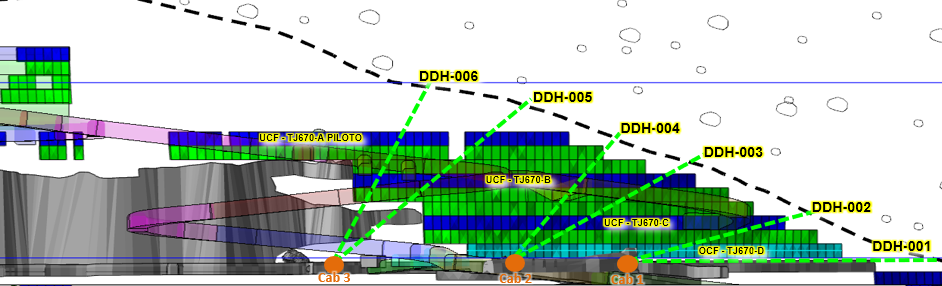 DDH-006
DDH-005
DDH-004
UCF - TJ670-A PILOTO
DDH-003
UCF - TJ670-B
DDH-002
UCF - TJ670-C
DDH-001
OCF - TJ670-D
Cab 3
Cab 2
Cab 1